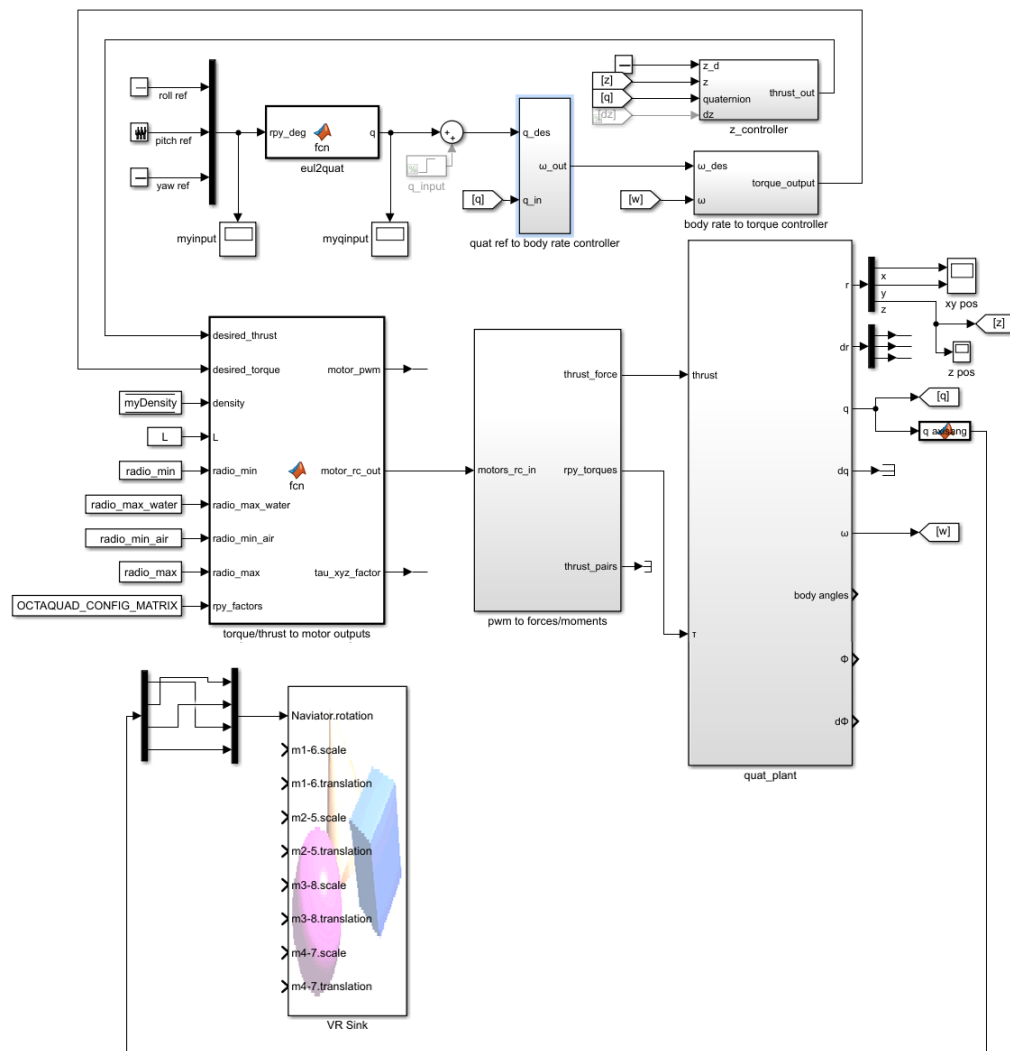 roll ref
pitch ref
yaw ref
rpy_deg
q
fcn
eul2quat
myinput
myqinput
+
+
q_input
[q]
q_des
q_in
ω_out
quat ref to body rate controller
[z]
[q]
[dz]
z_d
z
quaternion
dz
thrust_out
z_controller
[w]
ω_des
ω
torque_output
body rate to torque controller
myDensity
L
radio_min
radio_max_water
radio_min_air
radio_max
OCTAQUAD_CONFIG_MATRIX
desired_thrust
desired_torque
density
L
radio_min
radio_max_water
radio_min_air
radio_max
rpy_factors
fcn
motor_pwm
motor_rc_out
tau_xyz_factor
torque/thrust to motor outputs
motors_rc_in
thrust_force
rpy_torques
thrust_pairs
pwm to forces/moments
thrust
τ
r
dr
q
dq
ω
body angles
Φ
dΦ
quat_plant
x
y
z
xy pos
[z]
z pos
[q]
[w]
Naviator.rotation
m1-6.scale
m1-6.translation
m2-5.scale
m2-5.translation
m3-8.scale
m3-8.translation
m4-7.scale
m4-7.translation
VR Sink